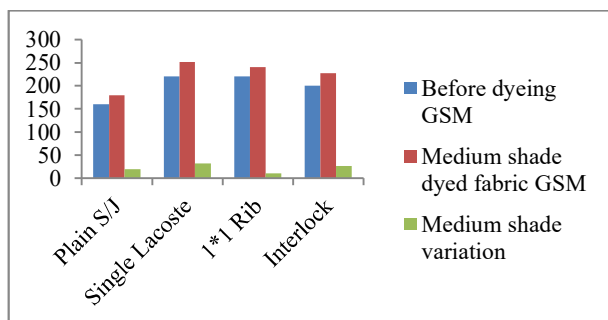 300
250
200
150
100
50
0
Plain S/J
Single Lacoste
1*1 Rib
Interlock
Before dyeing
GSM
Medium shade
dyed fabric GSM
Medium shade
variation